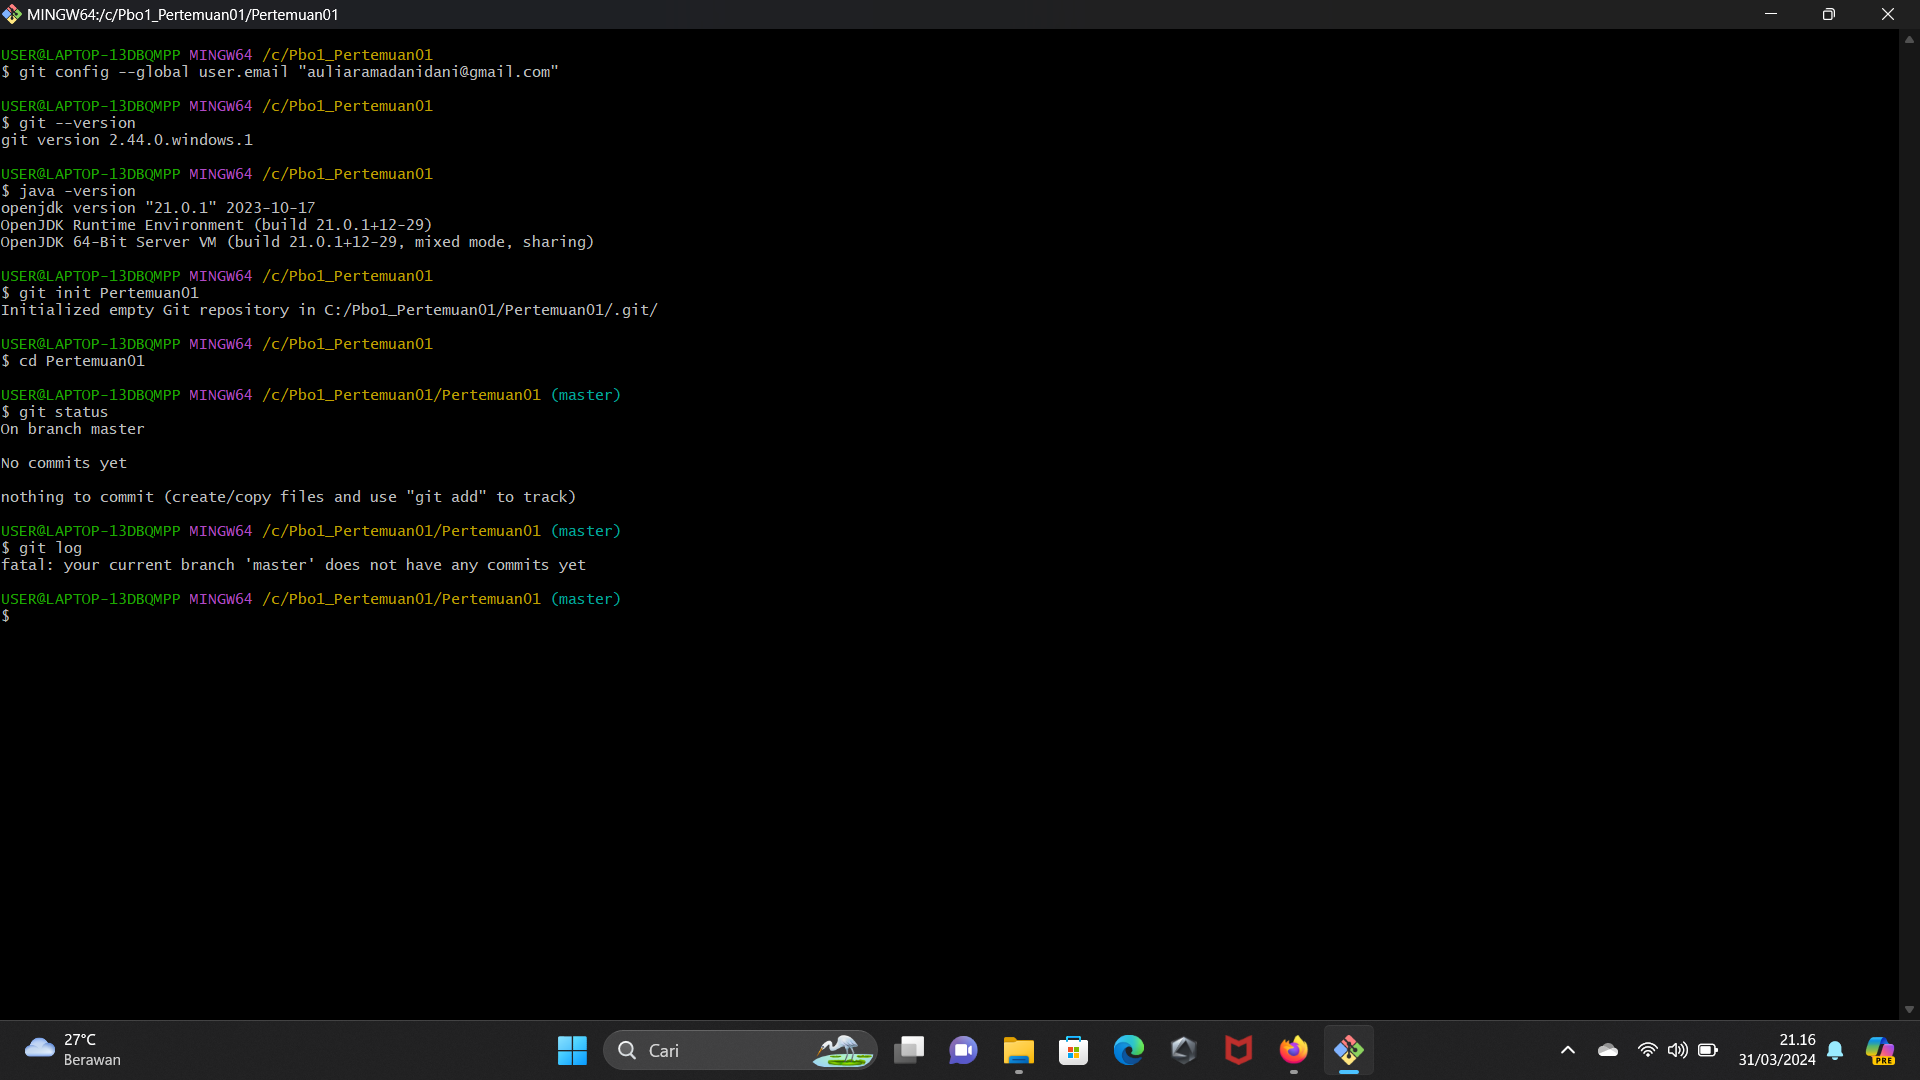 MINGW64:/c/Pbo1_Pertemuan01/Pertemuan01
USER@LAPTOP-13DBQMPP MINGW64 /c/Pbo1_Pertemuan01
$ git config --global user.email "auliaramadanidani@gmail.com"
USER@LAPTOP-13DBQMPP MINGW64 /c/Pbo1_Pertemuan01
$ git --version
git version 2.44.0.windows.1
USER@LAPTOP-13DBQMPP MINGW64 /c/Pbo1_Pertemuan01
$ java -version
openjdk version "21.0.1" 2023-10-17
OpenJDK Runtime Environment (build 21.0.1+12-29)
OpenJDK 64-Bit Server VM (build 21.0.1+12-29, mixed mode, sharing)
USER@LAPTOP-13DBQMPP MINGW64 /c/Pbo1_Pertemuan01
$ git init Pertemuan01
Initialized empty Git repository in C:/Pbo1_Pertemuan01/Pertemuan01/.git/
USER@LAPTOP-13DBQMPP MINGW64 /c/Pbo1_Pertemuan01
$ cd Pertemuan01
USER@LAPTOP-13DBQMPP MINGW64 /c/Pbo1_Pertemuan01/Pertemuan01 (master)
$ git status
On branch master
No commits yet
nothing to commit (create/copy files and use "git add" to track)
USER@LAPTOP-13DBQMPP MINGW64 /c/Pbo1_Pertemuan01/Pertemuan01 (master)
$ git log
fatal: your current branch 'master' does not have any commits yet
USER@LAPTOP-13DBQMPP MINGW64 /c/Pbo1_Pertemuan01/Pertemuan01 (master)
$
27°C
Berawan
Cari
21.16
31/03/2024
PRE